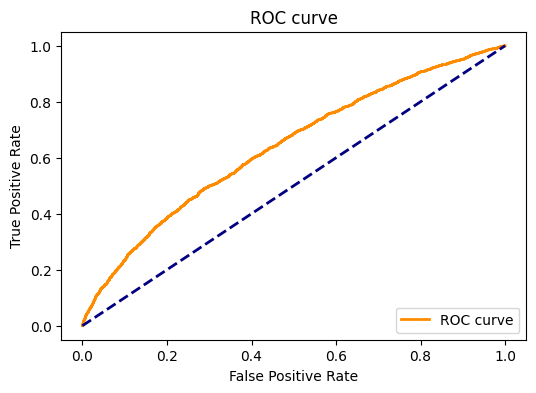 ROC curve
1.0
0.8
0.6
0.4
0.2
0.0
True Positive Rate
ROC curve
0.0 0.2 0.4 0.6 0.8 1.0
False Positive Rate